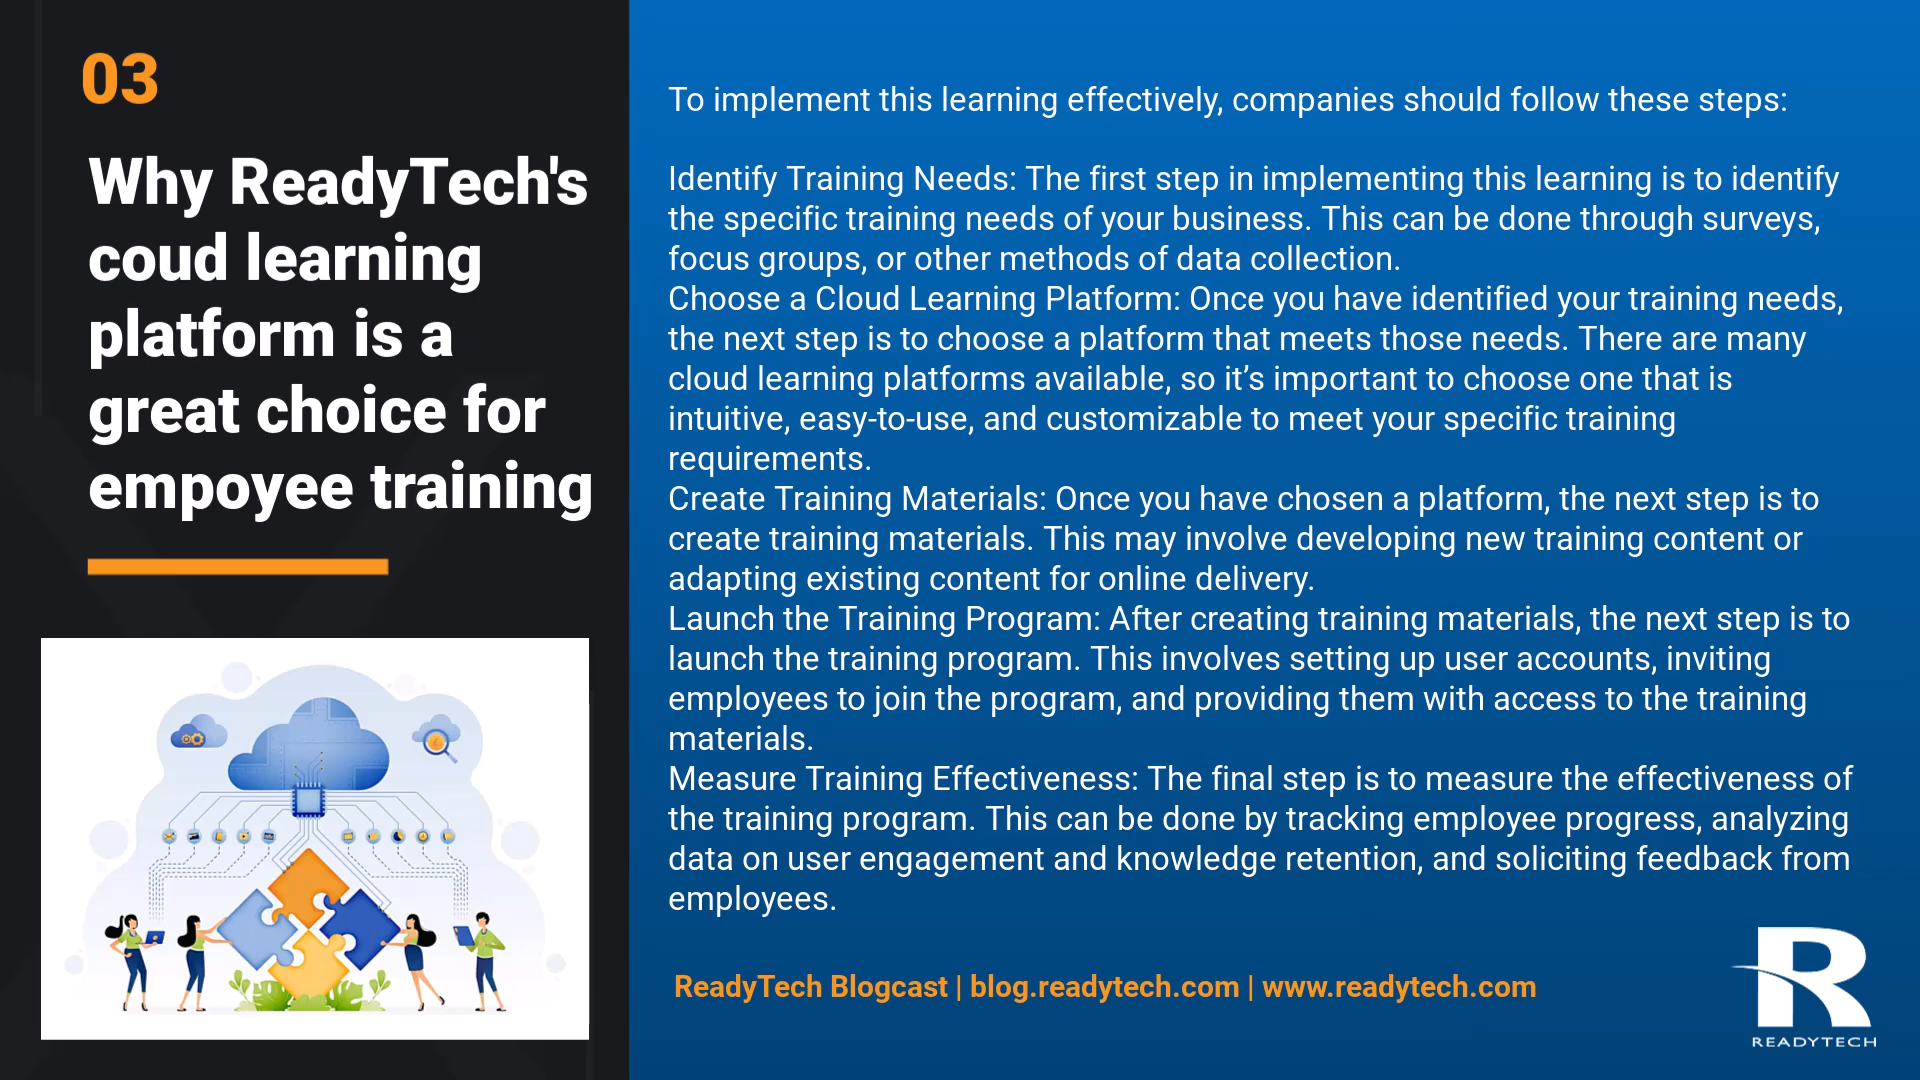 03
Why ReadyTech's
coud learning
platform is a
great choice for
empoyee training
To implement this learning effectively, companies should follow these steps:
Identify Training Needs: The first step in implementing this learning is to identify
the specific training needs of your business. This can be done through surveys,
focus groups, or other methods of data collection.
Choose a Cloud Learning Platform: Once you have identified your training needs,
the next step is to choose a platform that meets those needs. There are many
cloud learning platforms available, so it’s important to choose one that is
intuitive, easy-to-use, and customizable to meet your specific training
requirements.
Create Training Materials: Once you have chosen a platform, the next step is to
create training materials. This may involve developing new training content or
adapting existing content for online delivery.
Launch the Training Program: After creating training materials, the next step is to
launch the training program. This involves setting up user accounts, inviting
employees to join the program, and providing them with access to the training
materials.
Measure Training Effectiveness: The final step is to measure the effectiveness of
the training program. This can be done by tracking employee progress, analyzing
data on user engagement and knowledge retention, and soliciting feedback from
employees.
ReadyTech Blogcast | blog.readytech.com | www.readytech.com
R
READYTECH